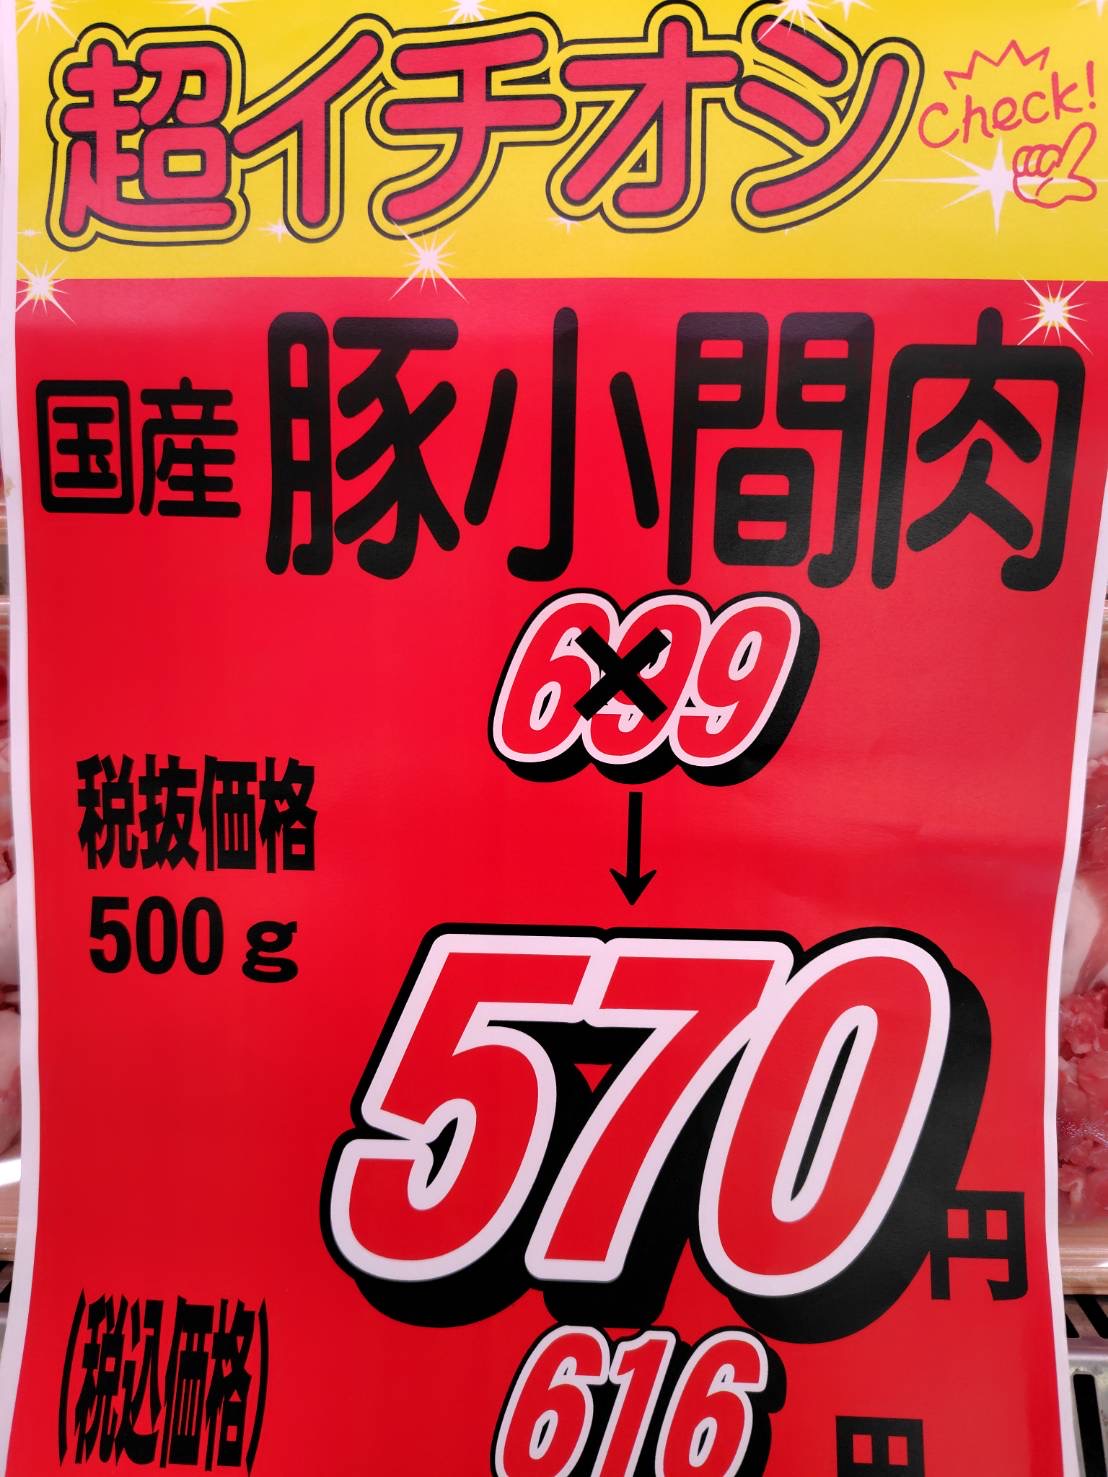 超イチオシ
Check!
国産 豚小間肉
699
↓
税抜価格
500g
570円
(税込価格)
616円